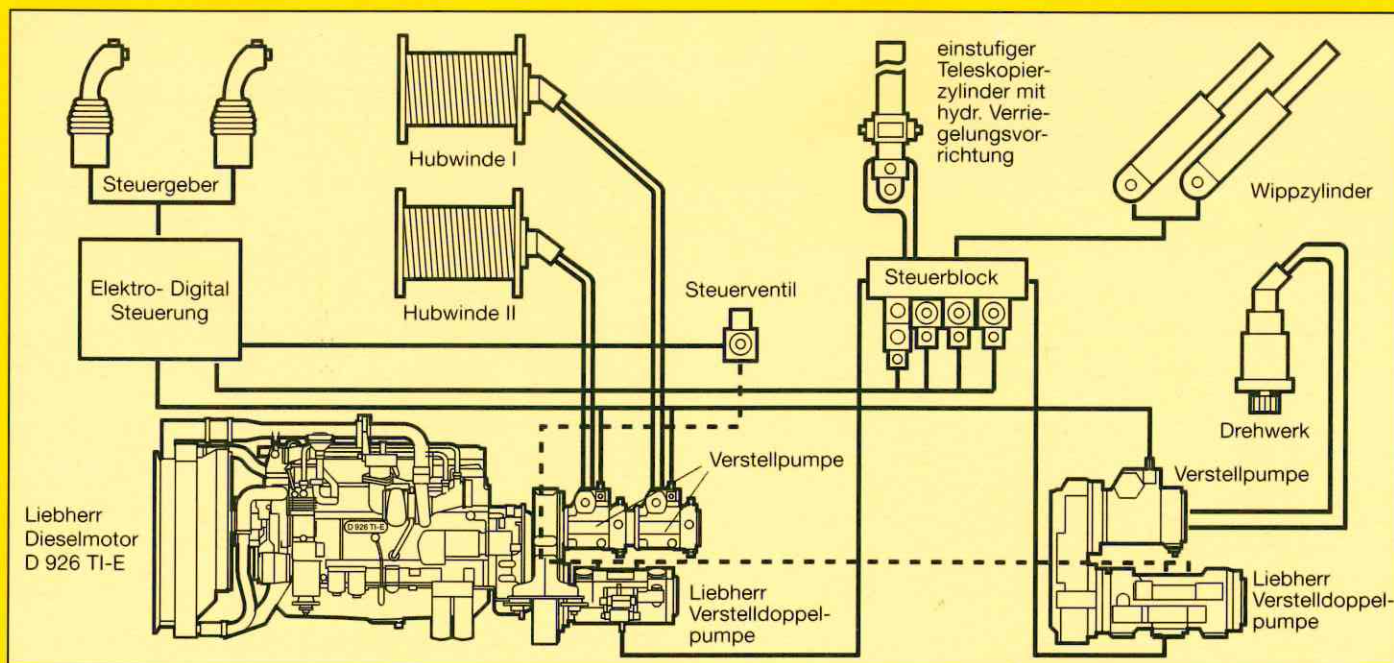 Steuergeber
Elektro- Digital
Steuerung
Hubwinde I
Hubwinde II
einstufiger
Teleskopier-
zylinder mit
hydr. Verrie-
gelungsvor-
richtung
Wippzylinder
Steuerventil
Steuerblock
Drehwerk
Verstellpumpe
Verstellpumpe
Liebherr
Dieselmotor
D 926 TI-E
D 926 TI-E
Liebherr
Verstelldoppel-
pumpe
Liebherr
Verstelldoppel-
pumpe